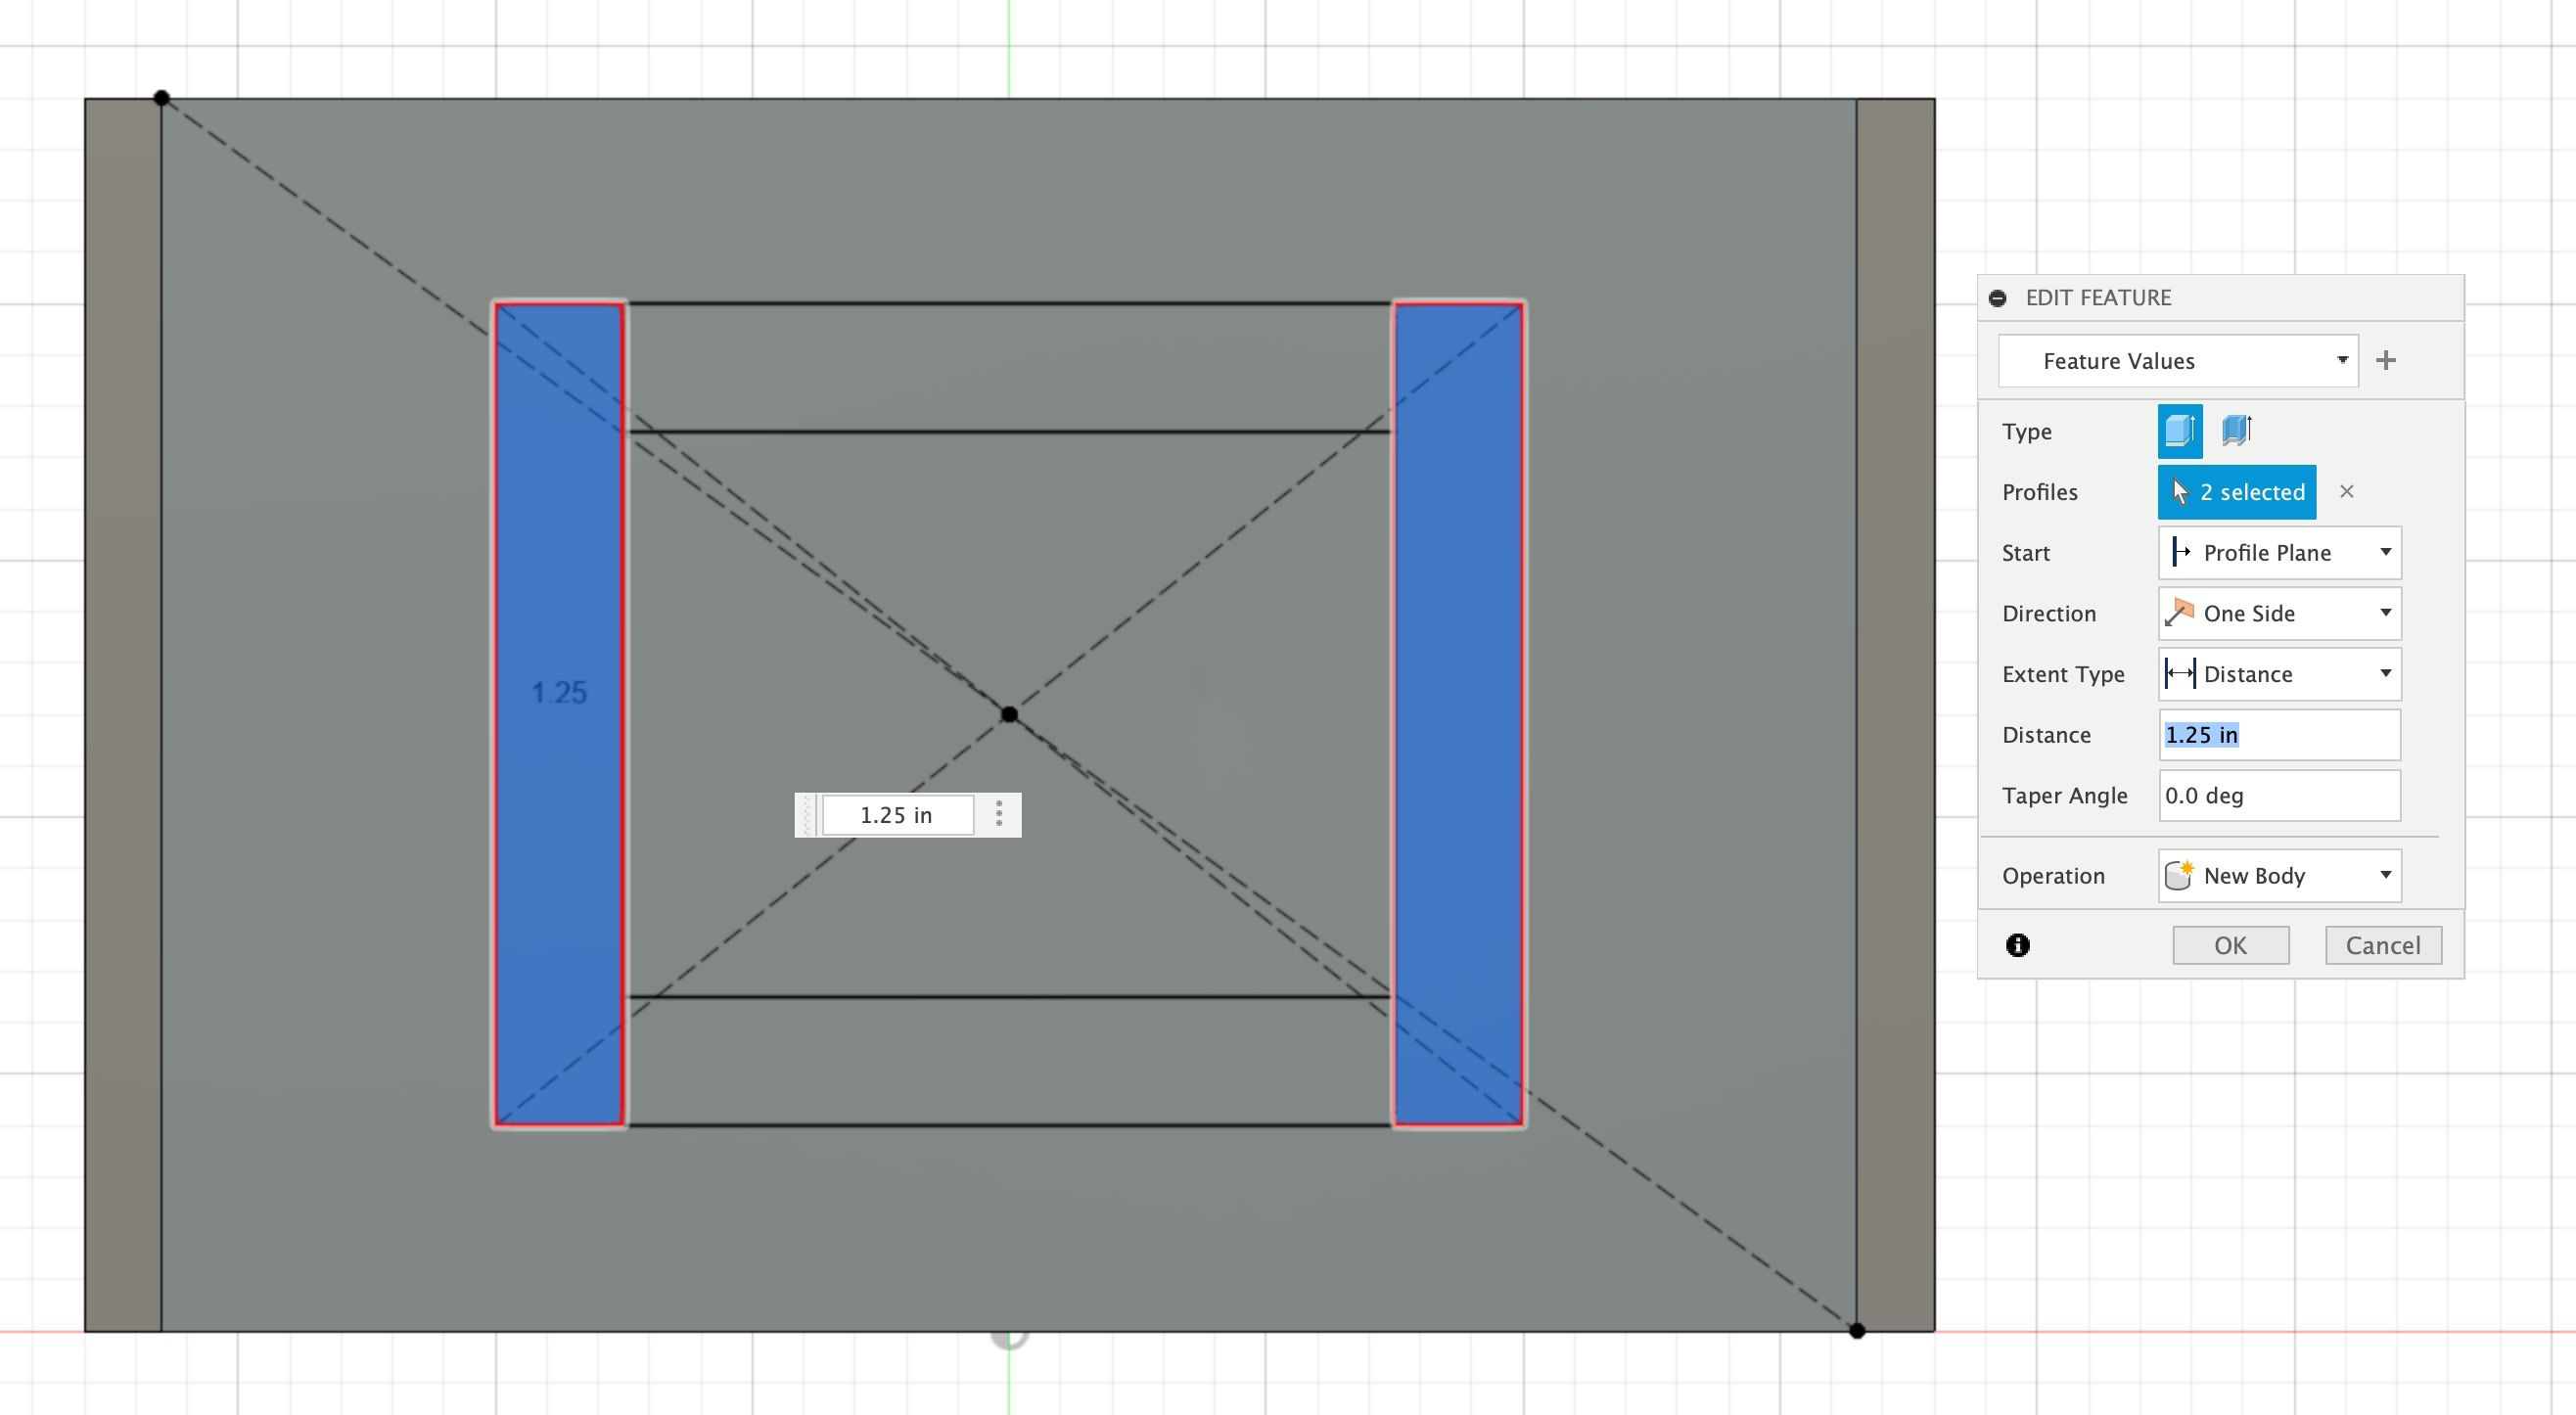 EDIT FEATURE
Feature Values
Type
Profiles 2 selected
Start Profile Plane
Direction One Side
Extent Type Distance
1.25
Distance 1.25 in
Taper Angle 0.0 deg
1.25 in
Operation New Body
OK Cancel